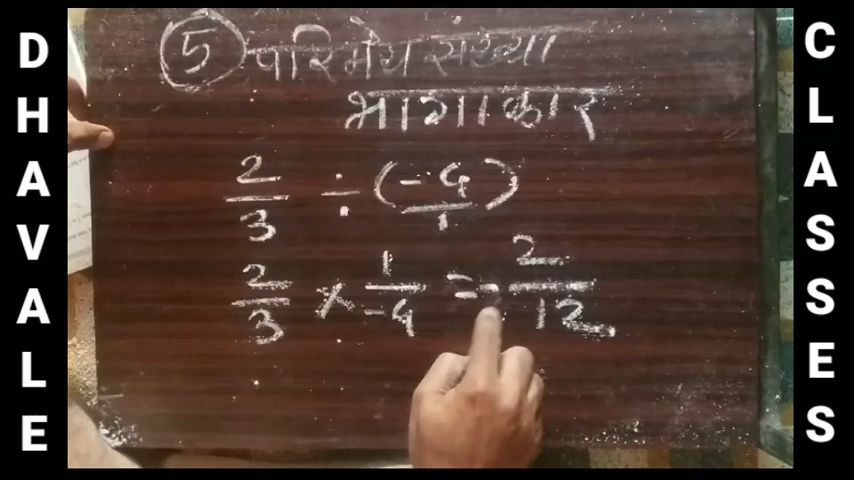 DHAVALE
5 परिमेय संख्या
भागाकार
2/3 ÷ (-4/1)
2/3 × 1/-4 = -2/12
CLASSES